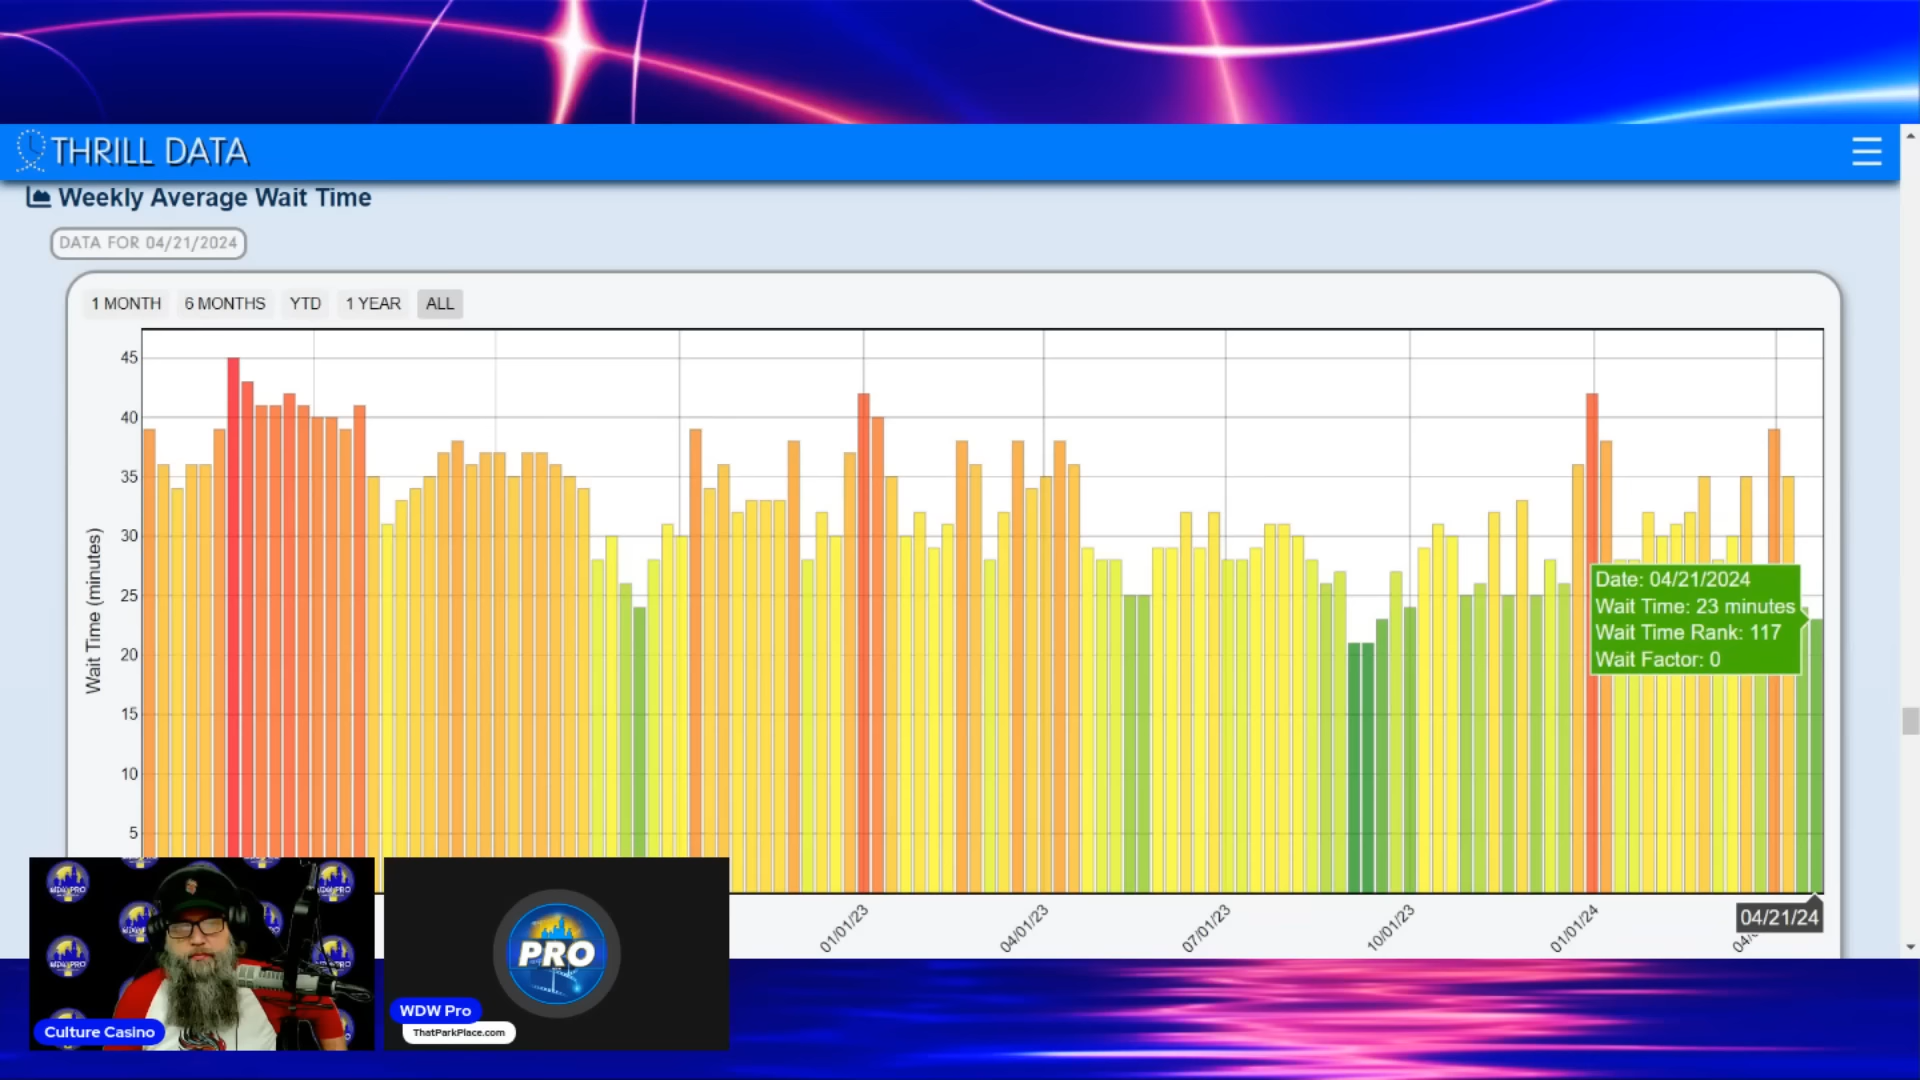 THRILL DATA
Weekly Average Wait Time
DATA FOR 04/21/2024
1 MONTH 6 MONTHS YTD 1 YEAR ALL
45
40
35
30
25
20
15
10
5
Wait Time (minutes)
Date: 04/21/2024
Wait Time: 23 minutes
Wait Time Rank: 117
Wait Factor: 0
01/01/23 04/01/23 07/01/23 10/01/23 01/01/24
04/21/24
PRO
WDW Pro
ThatParkPlace.com
Culture Casino